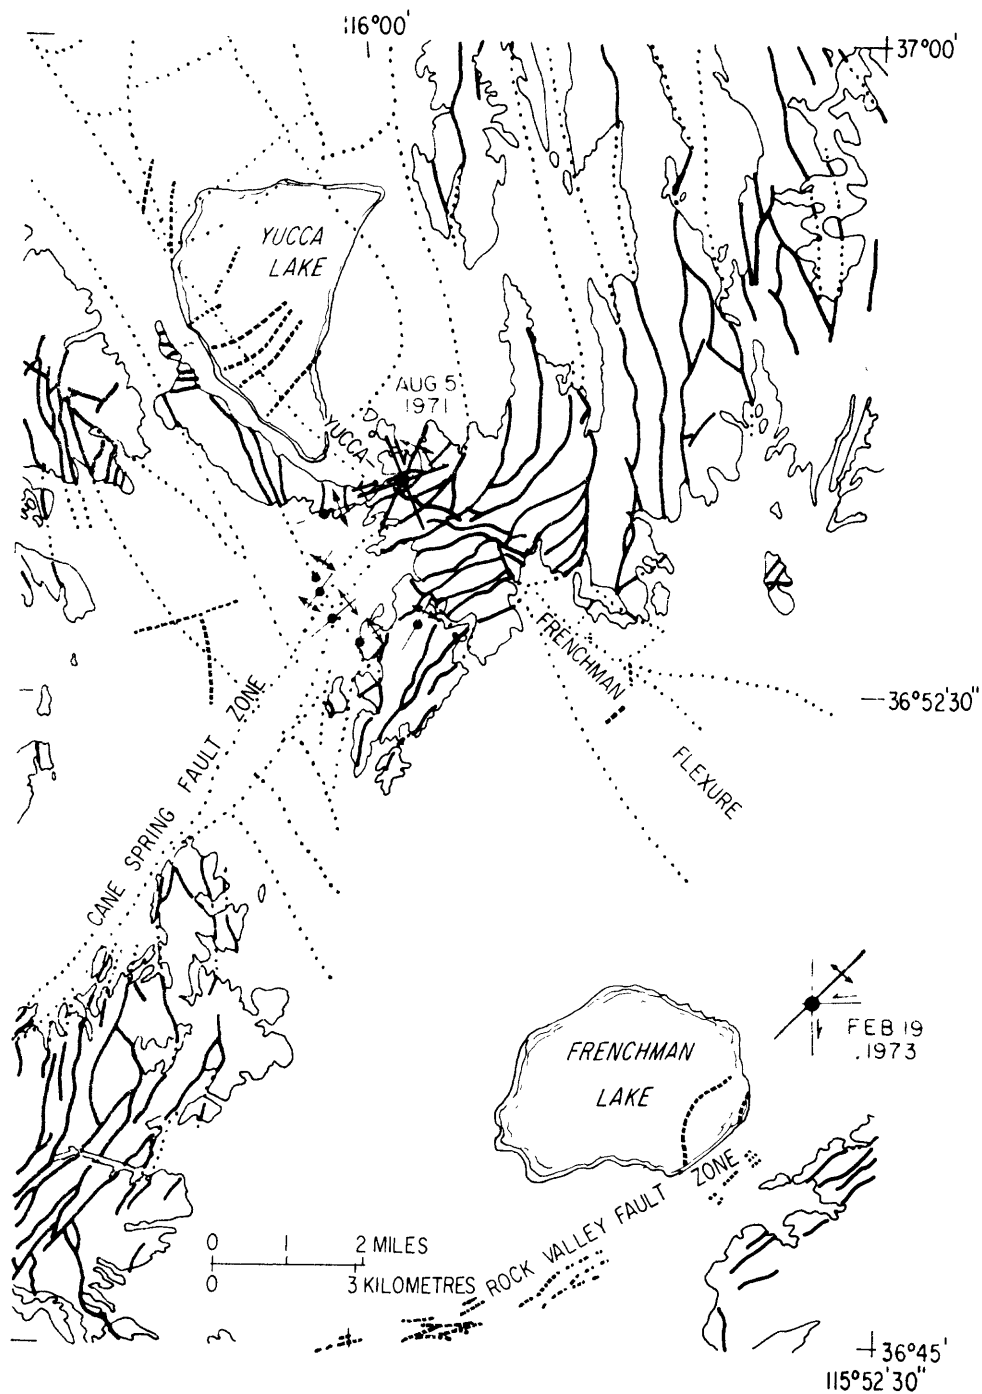 116°00'
37°00'
YUCCA
LAKE
AUG 5
1971
YUCCA-
FRENCHMAN
FLEXURE
36°52'30"
CANE SPRING FAULT ZONE
FEB 19
.1973
FRENCHMAN
LAKE
ROCK VALLEY FAULT ZONE
0 1 2 MILES
0 3 KILOMETRES
36°45'
115°52'30"